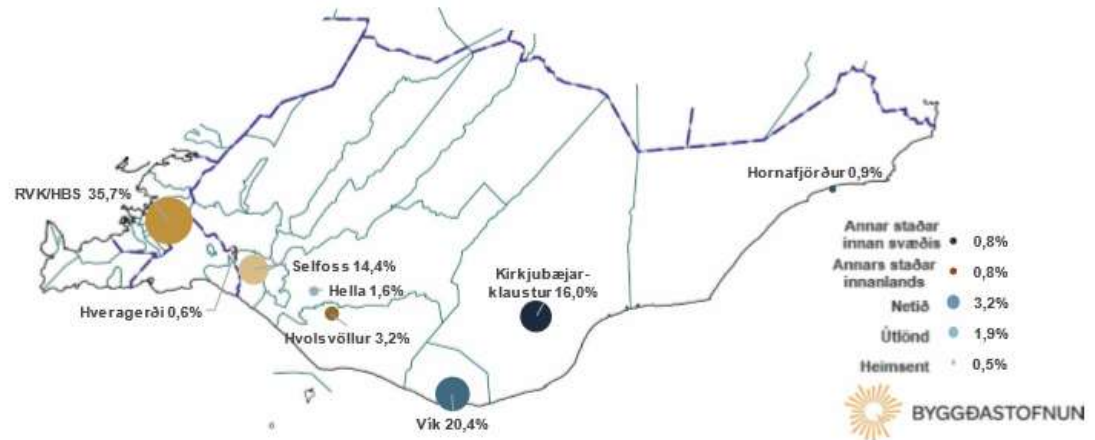 RVK/HBS 35,7%
Hveragerði 0,6%
Selfoss 14,4%
Hella 1,6%
Hvolsvöllur 3,2%
Vík 20,4%
Kirkjubæjar-
klaustur 16,0%
Hornafjörður 0,9%
Annar staðar
innan svæðis 0,8%
Annars staðar
innanlands 0,8%
Netið 3,2%
Útlönd 1,9%
Heimsent 0,5%
BYGGÐASTOFNUN